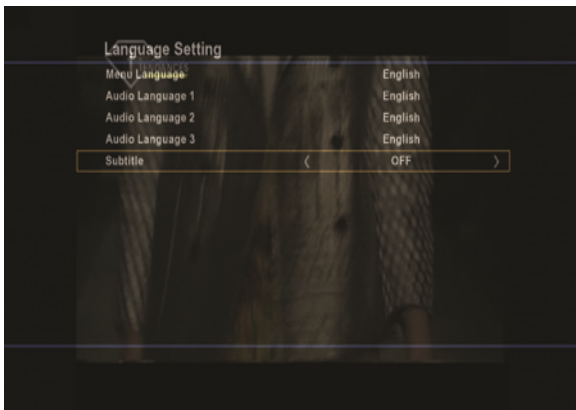 Language Setting
TENDANCES
Menu Language English
Audio Language 1 English
Audio Language 2 English
Audio Language 3 English
Subtitle OFF